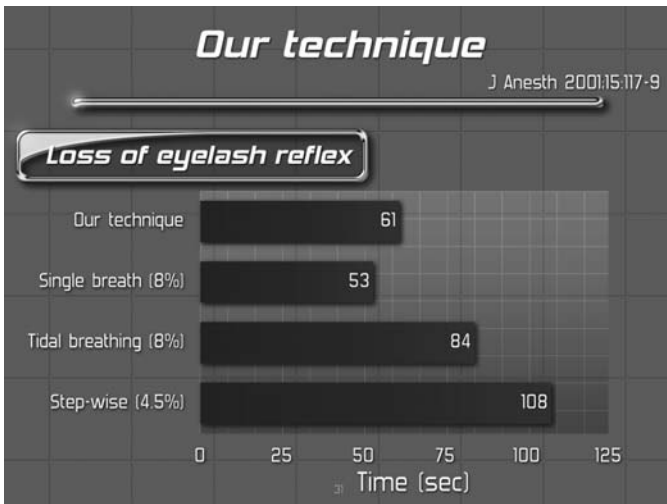 Our technique
J Anesth 2001:15:117-9
Loss of eyelash reflex
Our technique 61
Single breath (8%) 53
Tidal breathing (8%) 84
Step-wise (4.5%) 108
0 25 50 75 100 125
31 Time (sec)